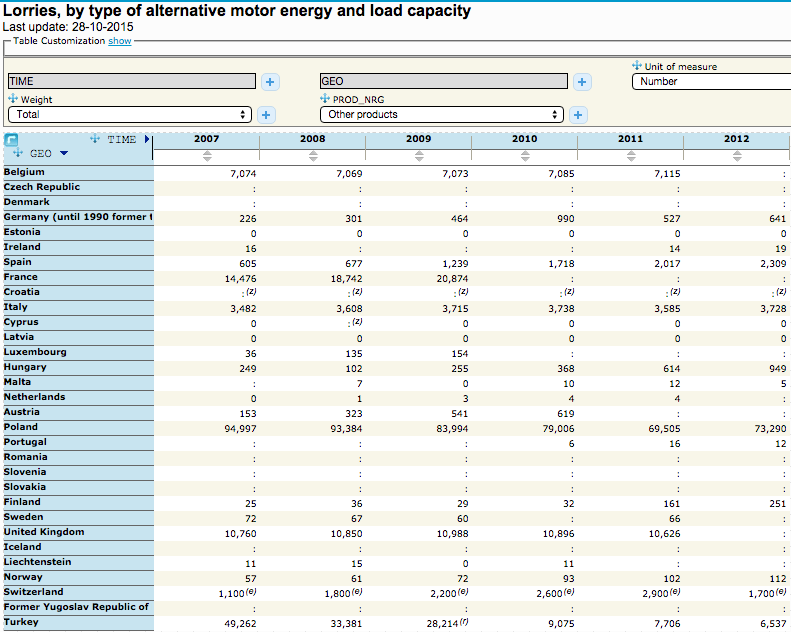 Lorries, by type of alternative motor energy and load capacity
Last update: 28-10-2015
Table Customization show
TIME + GEO + Unit of measure
Number
Weight PROD_NRG
Total + Other products +
TIME 2007 2008 2009 2010 2011 2012
GEO
Belgium 7,074 7,069 7,073 7,085 7,115 :
Czech Republic : : : : : :
Denmark : : : : : :
Germany (until 1990 former t 226 301 464 990 527 641
Estonia 0 0 0 0 0 0
Ireland 16 : : : 14 19
Spain 605 677 1,239 1,718 2,017 2,309
France 14,476 18,742 20,874 : : :
Croatia :(z) :(z) :(z) :(z) :(z) :(z)
Italy 3,482 3,608 3,715 3,738 3,585 3,728
Cyprus 0 :(z) 0 0 0 0
Latvia 0 0 0 0 0 0
Luxembourg 36 135 154 : : :
Hungary 249 102 255 368 614 949
Malta : 7 0 10 12 5
Netherlands 0 1 3 4 4 :
Austria 153 323 541 619 : :
Poland 94,997 93,384 83,994 79,006 69,505 73,290
Portugal : : : 6 16 12
Romania : : : : : :
Slovenia : : : : : :
Slovakia : : : : : :
Finland 25 36 29 32 161 251
Sweden 72 67 60 : 66 :
United Kingdom 10,760 10,850 10,988 10,896 10,626 :
Iceland : : : : : :
Liechtenstein 11 15 0 11 : :
Norway 57 61 72 93 102 112
Switzerland 1,100(e) 1,800(e) 2,200(e) 2,600(e) 2,900(e) 1,700(e)
Former Yugoslav Republic of : : : : : :
Turkey 49,262 33,381 28,214(r) 9,075 7,706 6,537